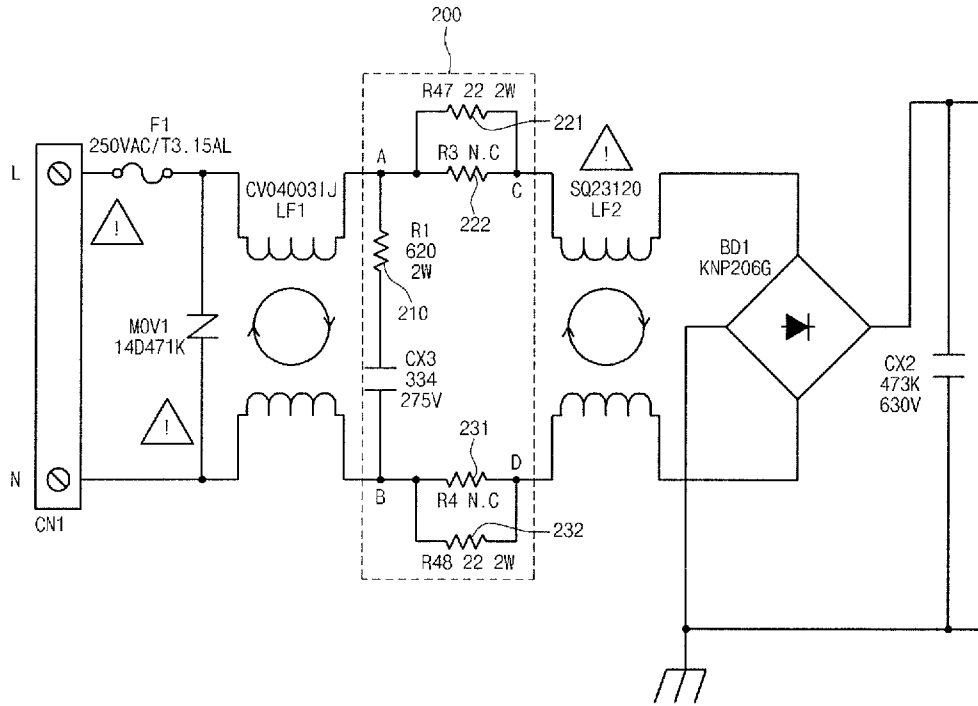 200
R47 22 2W
221
F1
250VAC/T3.15AL
A
R3 N.C
!
L
CV04003IJ
LF1
C
SQ23120
LF2
222
!
R1
620
2W
BD1
KNP206G
210
MOV1
14D471K
CX3
334
275V
CX2
473K
630V
!
231
D
N
B
R4 N.C
CN1
232
R48 22 2W